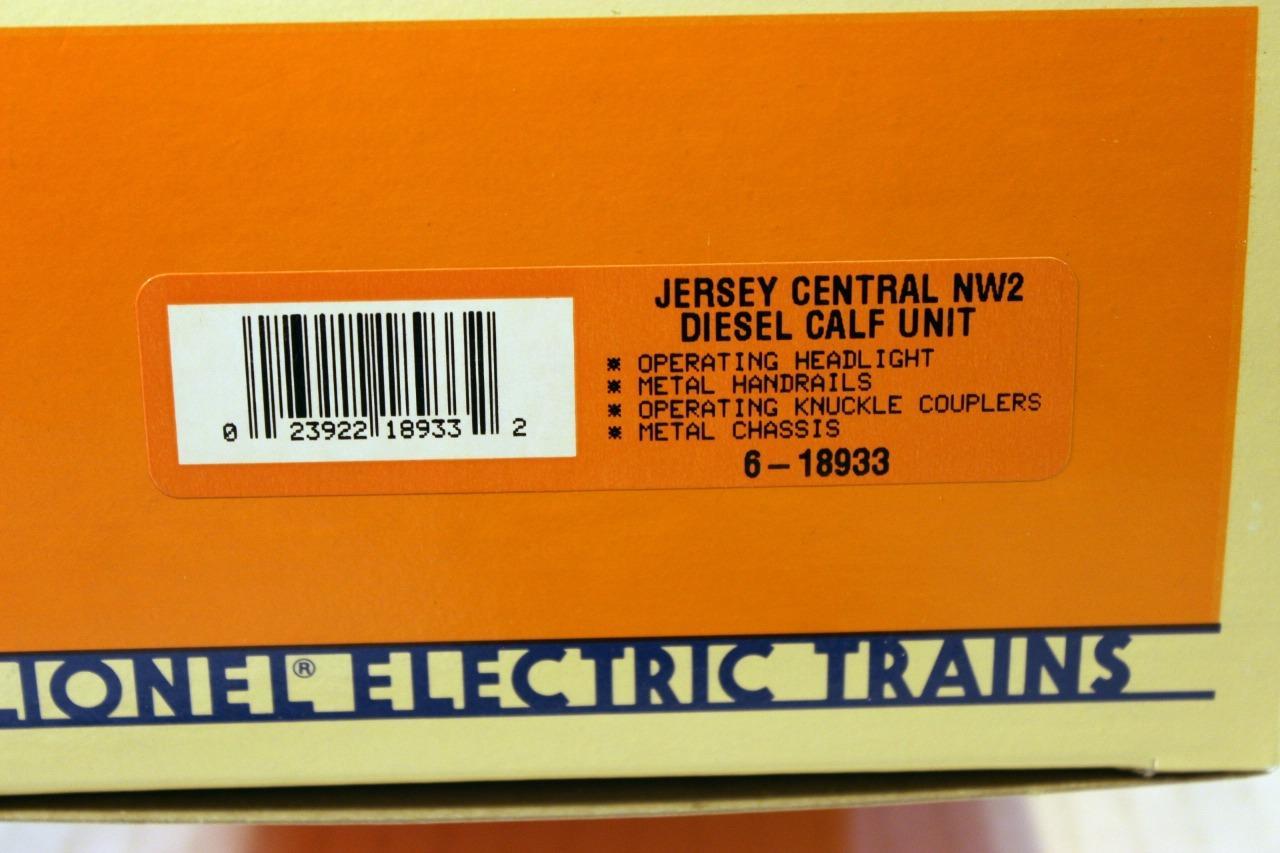 JERSEY CENTRAL NW2
DIESEL CALF UNIT
* OPERATING HEADLIGHT
* METAL HANDRAILS
* OPERATING KNUCKLE COUPLERS
* METAL CHASSIS
6-18933
0 23922 18933 2
LIONEL® ELECTRIC TRAINS